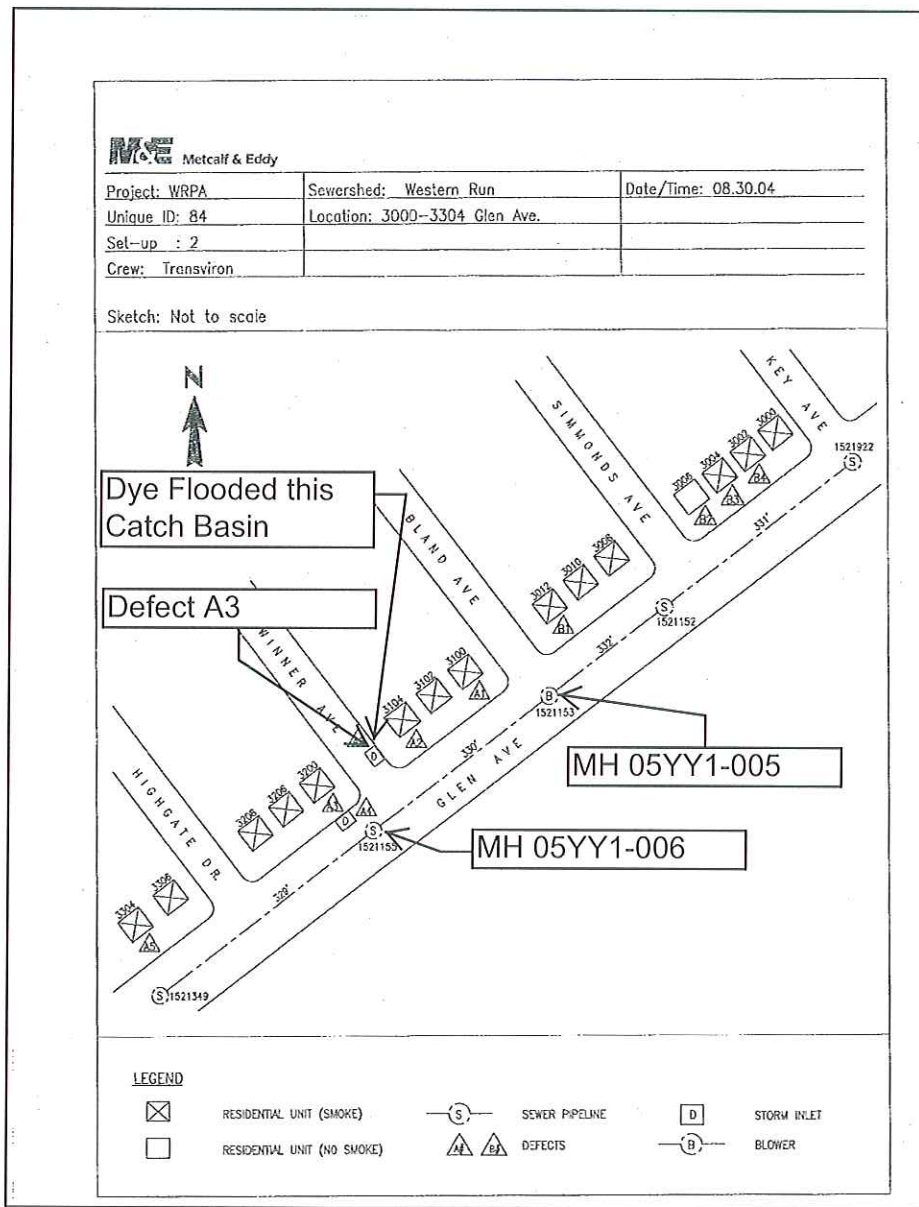 M&E Metcalf & Eddy
Project: WRPA
Sewershed: Western Run
Date/Time: 08.30.04
Unique ID: 84
Location: 3000-3304 Glen Ave.
Set-up : 2
Crew: Transviron
Sketch: Not to scale
N
KEY AVE
SIMMONDS AVE
BLAND AVE
WINNER AVE
HIGHGATE DR.
GLEN AVE
Dye Flooded this
Catch Basin
Defect A3
MH 05YY1-005
MH 05YY1-006
3000
3002
3004
3006
B4
B3
B2
1521922
331'
3008
3010
3012
B1
S
1521152
332'
B
1521153
3100
3102
3104
A1
A2
D
330'
3200
3206
3208
A3
A4
D
S
1521155
329'
3306
3304
A5
S
1521349
S
LEGEND
RESIDENTIAL UNIT (SMOKE)
S
SEWER PIPELINE
D
STORM INLET
RESIDENTIAL UNIT (NO SMOKE)
DEFECTS
B
BLOWER